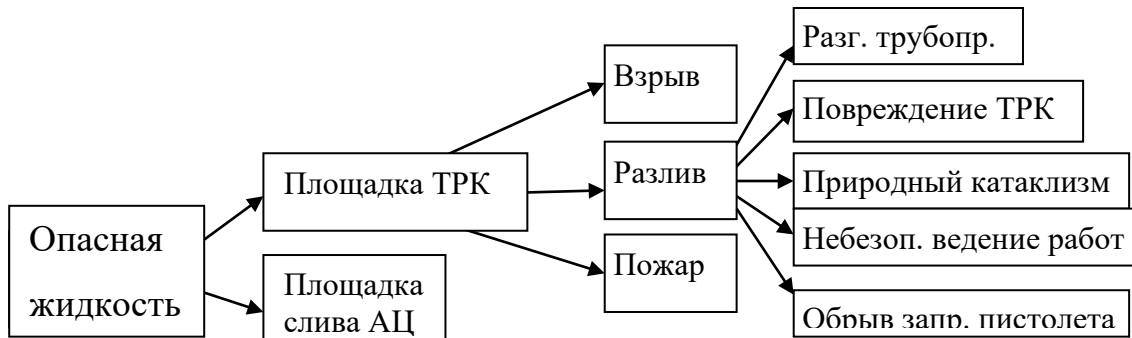 Опасная
жидкость
Площадка ТРК
Площадка
слива АЦ
Взрыв
Разлив
Пожар
Разг. трубопр.
Повреждение ТРК
Природный катаклизм
Небезоп. ведение работ
Обрыв запр. пистолета